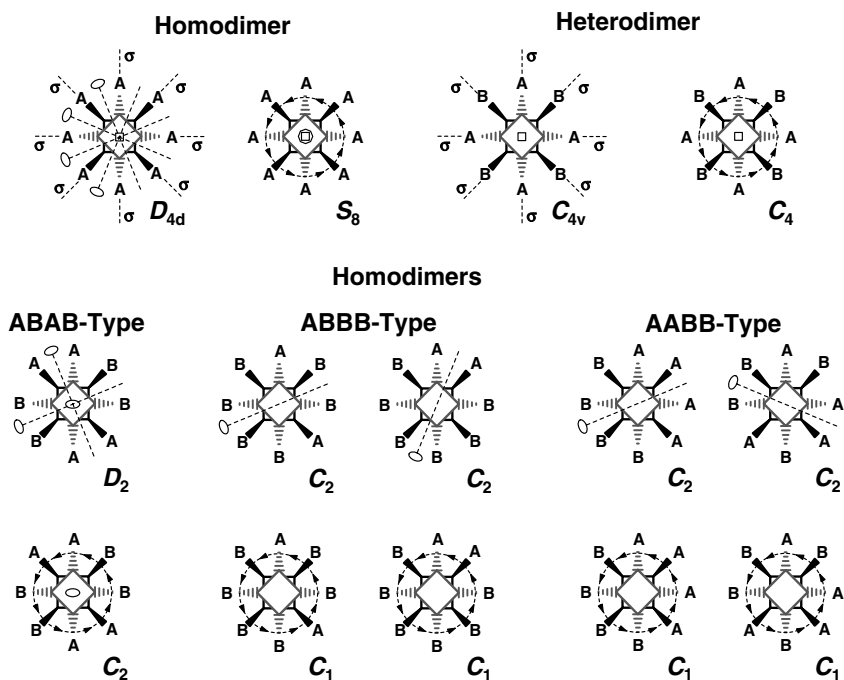 Homodimer
Heterodimer
σ σ
σ A σ A σ A σ A
A A A A B B B B
A A A A A A A A
σ σ σ σ
A A A A B B B B
σ A σ A σ A σ A
σ σ
D4d S8 C4v C4
Homodimers
ABAB-Type ABBB-Type AABB-Type
A A A A A
A B B B B A B A B B
B B B B B B B A B A
B A B A B B B A B A
A B B B B
D2 C2 C2 C2 C2
A A A A A
A B B B B A B A B B
B B B B B B B A B A
B A B A B B B A B A
A B B B B
C2 C1 C1 C1 C1